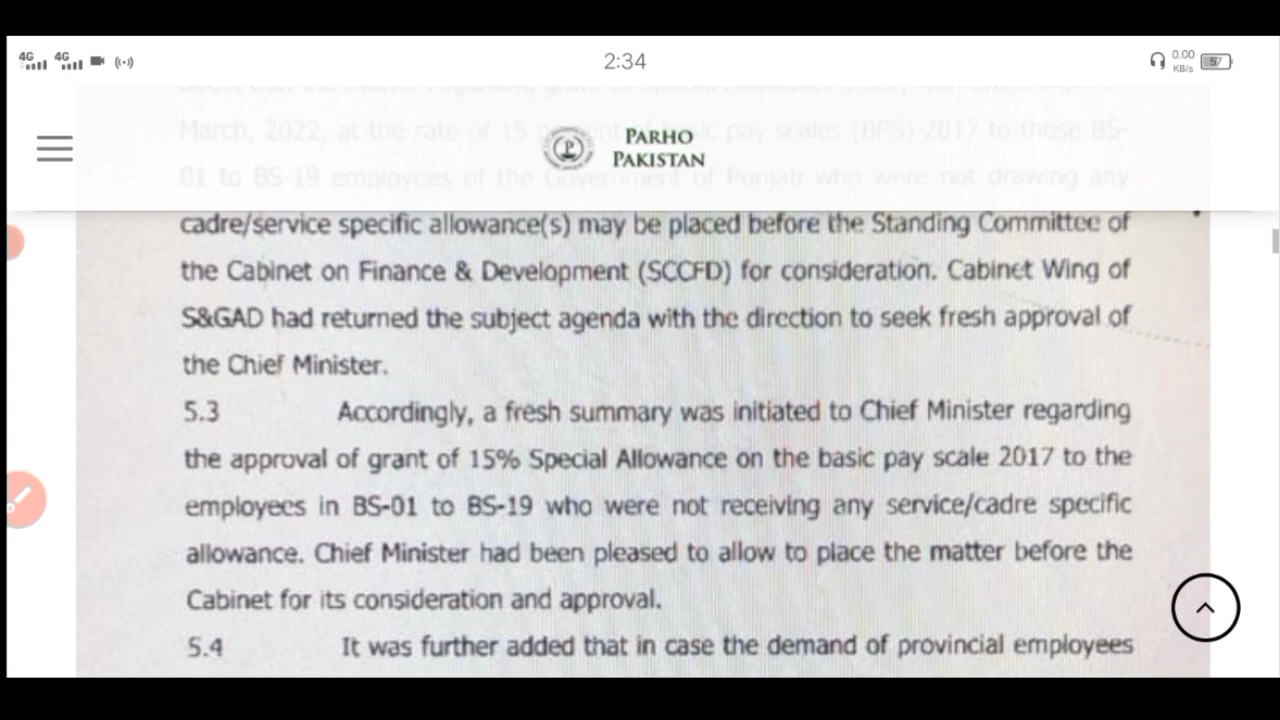 4G 4G 2:34 0.00 KB/s 57
PARHO
PAKISTAN
March, 2022, at the rate of 15 percent of basic pay scales (BPS) 2017 to those BS-
01 to BS-19 employees of the Government of Punjab who were not drawing any
cadre/service specific allowance(s) may be placed before the Standing Committee of
the Cabinet on Finance & Development (SCCFD) for consideration. Cabinet Wing of
S&GAD had returned the subject agenda with the direction to seek fresh approval of
the Chief Minister.
5.3 Accordingly, a fresh summary was initiated to Chief Minister regarding
the approval of grant of 15% Special Allowance on the basic pay scale 2017 to the
employees in BS-01 to BS-19 who were not receiving any service/cadre specific
allowance. Chief Minister had been pleased to allow to place the matter before the
Cabinet for its consideration and approval.
5.4 It was further added that in case the demand of provincial employees